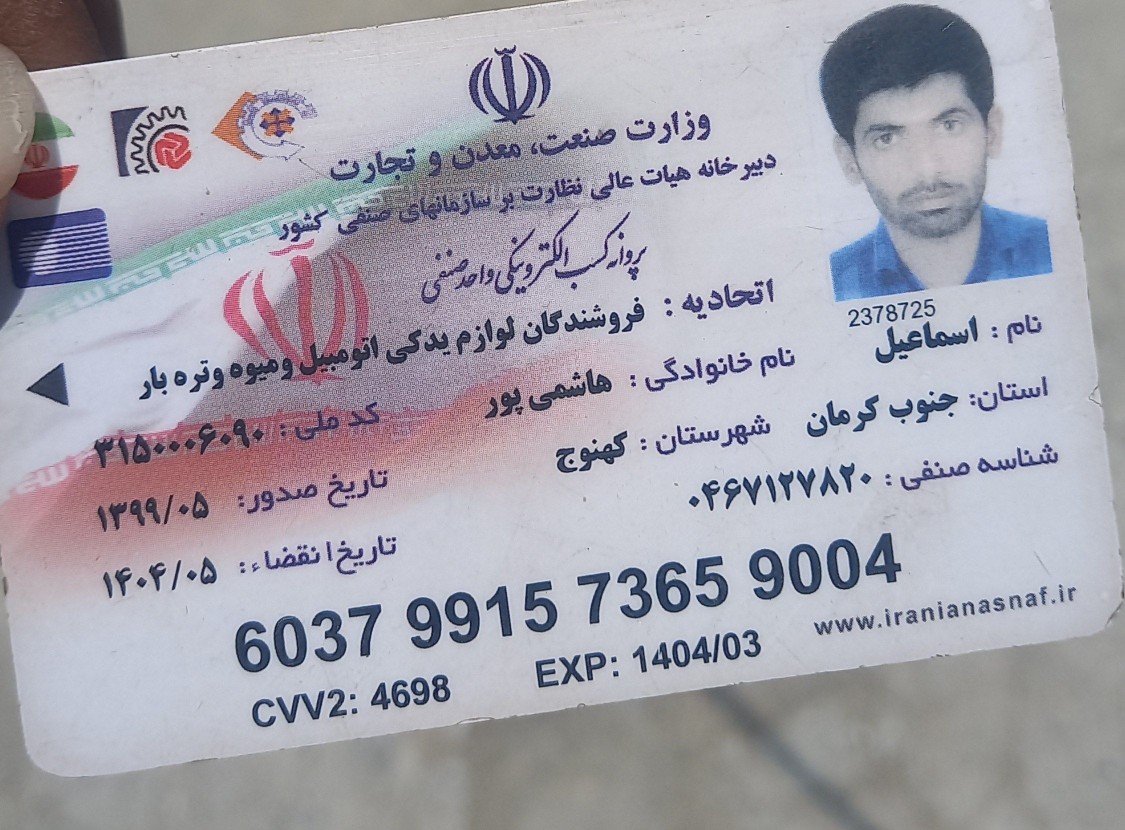 وزارت صنعت، معدن و تجارت
دبیرخانه هیات عالی نظارت بر سازمانهای صنفی کشور
پروانه کسب الکترونیکی واحد صنفی
2378725
اتحادیه : فروشندگان لوازم یدکی اتومبیل ومیوه وتره بار
نام : اسماعیل
نام خانوادگی : هاشمی پور
کد ملی : ۳۱۵۰۰۰۶۰۹۰
استان: جنوب کرمان
شهرستان : کهنوج
تاریخ صدور: ۱۳۹۹/۰۵
شناسه صنفی : ۰۴۶۷۱۲۷۸۲۰
تاریخ انقضاء: ۱۴۰۴/۰۵
6037 9915 7365 9004
CVV2: 4698 EXP: 1404/03
www.iranianasnaf.ir